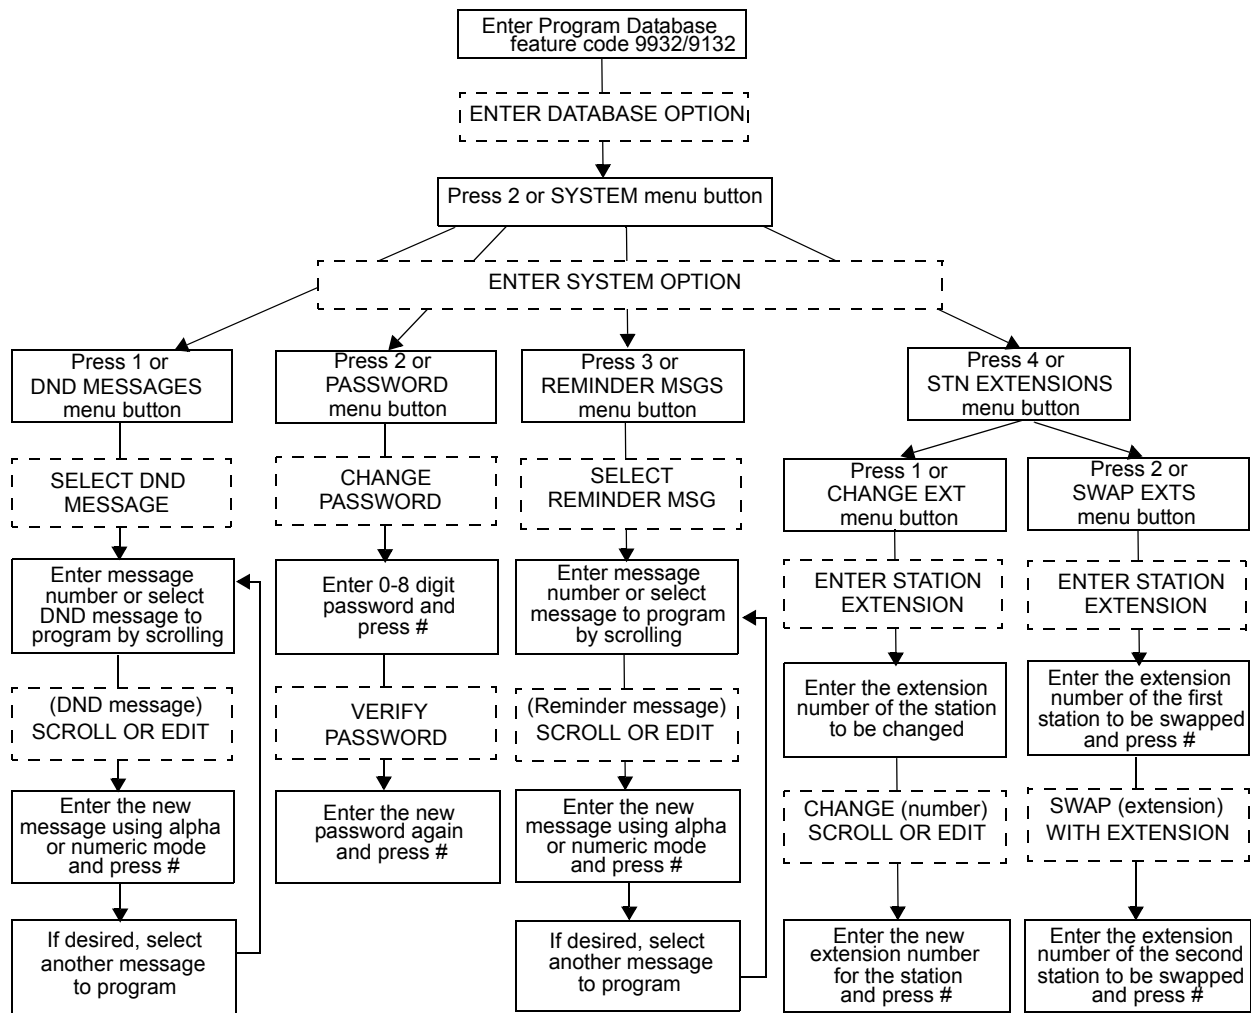 Enter Program Database
feature code 9932/9132
ENTER DATABASE OPTION
Press 2 or SYSTEM menu button
ENTER SYSTEM OPTION
Press 1 or
DND MESSAGES
menu button
SELECT DND
MESSAGE
Enter message
number or select
DND message to
program by scrolling
(DND message)
SCROLL OR EDIT
Enter the new
message using alpha
or numeric mode
and press #
If desired, select
another message
to program
Press 2 or
PASSWORD
menu button
CHANGE
PASSWORD
Enter 0-8 digit
password and
press #
VERIFY
PASSWORD
Enter the new
password again
and press #
Press 3 or
REMINDER MSGS
menu button
SELECT
REMINDER MSG
Enter message
number or select
message to program
by scrolling
(Reminder message)
SCROLL OR EDIT
Enter the new
message using alpha
or numeric mode
and press #
If desired, select
another message
to program
Press 4 or
STN EXTENSIONS
menu button
Press 1 or
CHANGE EXT
menu button
ENTER STATION
EXTENSION
Enter the extension
number of the station
to be changed
CHANGE (number)
SCROLL OR EDIT
Enter the new
extension number
for the station
and press #
Press 2 or
SWAP EXTS
menu button
ENTER STATION
EXTENSION
Enter the extension
number of the first
station to be swapped
and press #
SWAP (extension)
WITH EXTENSION
Enter the extension
number of the second
station to be swapped
and press #